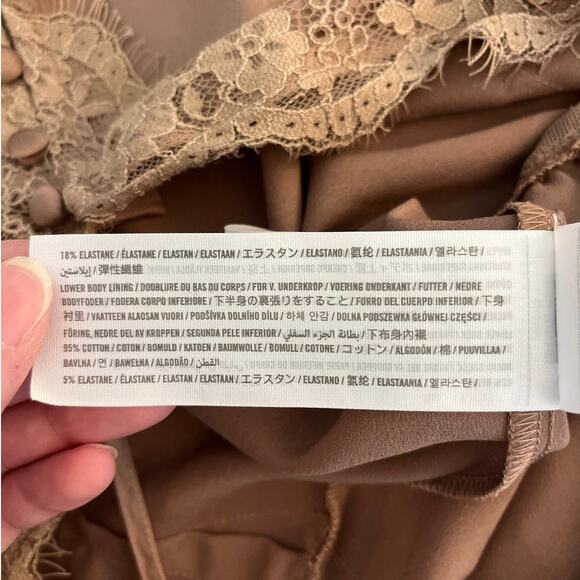 18% ELASTANE / ÉLASTANE / ELASTAN / ELASTAAN / エラスタン / ELASTANO / 氨纶 / ELASTAANIA / 엘라스탄 /
إيلاستين / 彈性纖維
LOWER BODY LINING / DOUBLURE DU BAS DU CORPS / FOR V. UNDERKROP / VOERING ONDERKANT / FUTTER / NEDRE
BODYFODER / FODERA CORPO INFERIORE / 下半身の裏張りをすること / FORRO DEL CUERPO INFERIOR / 下身
衬里 / VAATTEEN ALAOSAN VUORI / PODŠÍVKA DOLNÍHO DÍLU / 하체 안감 / DOLNA PODSZEWKA GŁÓWNEJ CZĘŚCI /
FÔRING, NEDRE DEL AV KROPPEN / SEGUNDA PELE INFERIOR / بطانة الجزء السفلي / 下布身內襯
95% COTTON / COTON / BOMULD / KATOEN / BAUMWOLLE / BOMULL / COTONE / コットン / ALGODÓN / 棉 / PUUVILLAA /
BAVLNA / 면 / BAWEŁNA / ALGODÃO / القطن
5% ELASTANE / ÉLASTANE / ELASTAN / ELASTAAN / エラスタン / ELASTANO / 氨纶 / ELASTAANIA / 엘라스탄 /